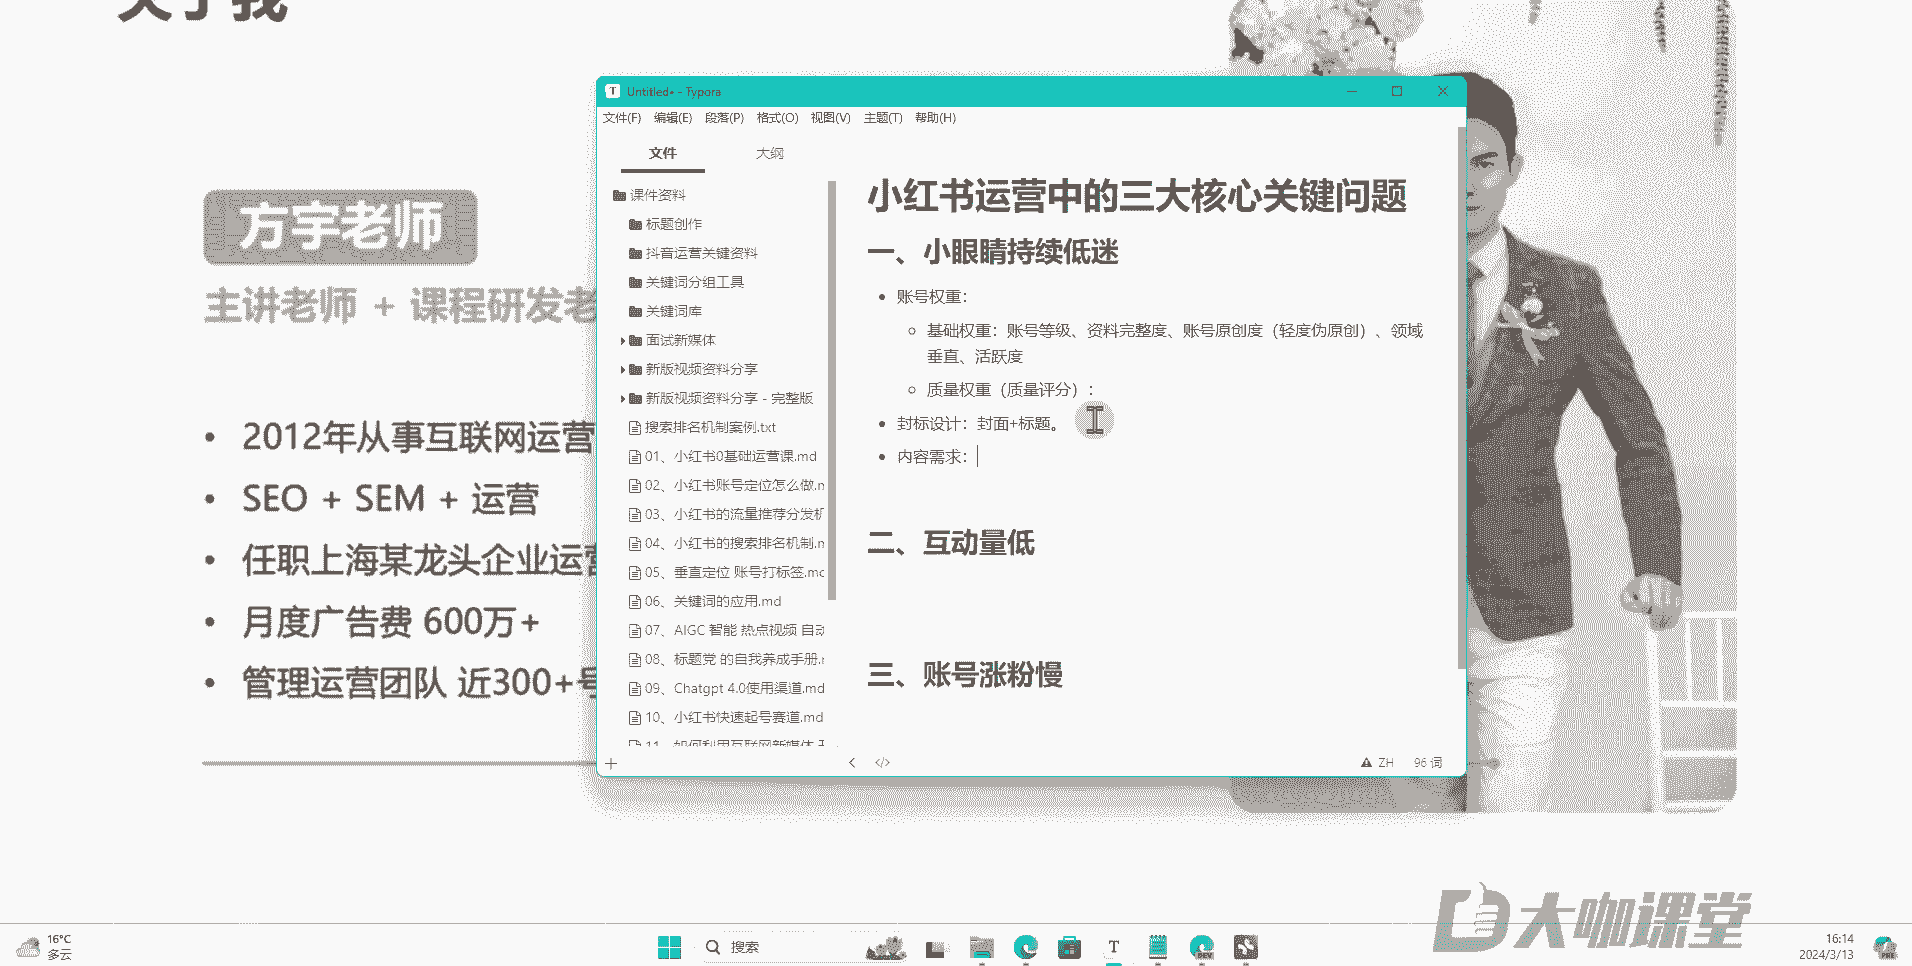 关于我
方宇老师
主讲老师 + 课程研发老
2012年从事互联网运营
SEO + SEM + 运营
任职上海某龙头企业运营
月度广告费 600万+
管理运营团队 近300+号
Untitled• - Typora
文件(F) 编辑(E) 段落(P) 格式(O) 视图(V) 主题(T) 帮助(H)
文件 大纲
课件资料
标题创作
抖音运营关键资料
关键词分组工具
关键词库
面试新媒体
新版视频资料分享
新版视频资料分享 - 完整版
搜索排名机制案例.txt
01、小红书0基础运营课.md
02、小红书账号定位怎么做.m
03、小红书的流量推荐分发机
04、小红书的搜索排名机制.m
05、垂直定位 账号打标签.md
06、关键词的应用.md
07、AIGC 智能 热点视频 自动
08、标题党 的自我养成手册.m
09、Chatgpt 4.0使用渠道.md
10、小红书快速起号赛道.md
11、如何利用互联网新媒体 开
小红书运营中的三大核心关键问题
一、小眼睛持续低迷
账号权重：
基础权重：账号等级、资料完整度、账号原创度（轻度伪原创）、领域
垂直、活跃度
质量权重（质量评分）：
封标设计：封面+标题。
内容需求：
二、互动量低
三、账号涨粉慢
ZH 96 词
大咖课堂
16°C
多云
搜索
16:14
2024/3/13